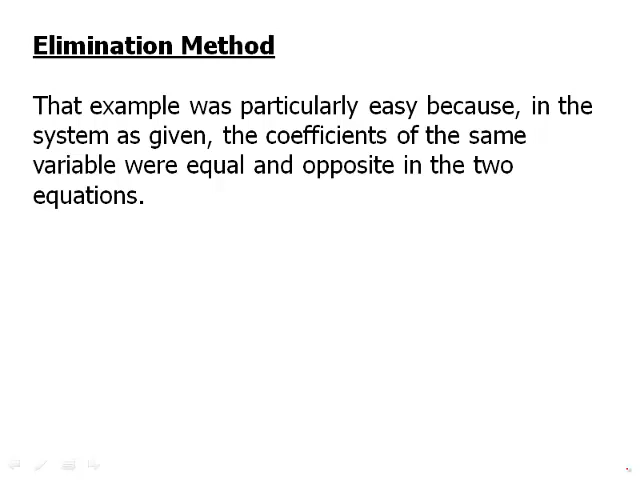 Elimination Method
That example was particularly easy because, in the
system as given, the coefficients of the same
variable were equal and opposite in the two
equations.